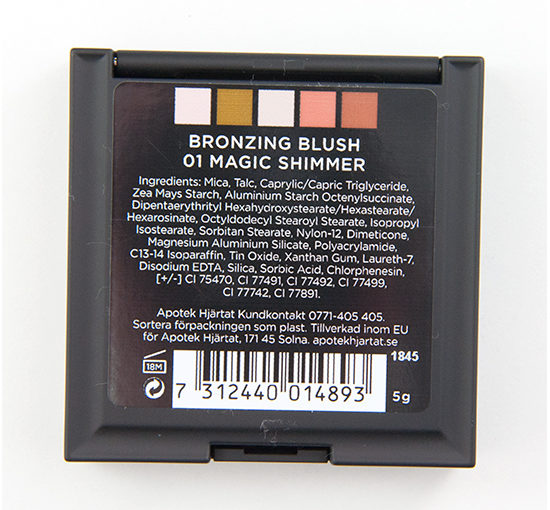 BRONZING BLUSH
01 MAGIC SHIMMER
Ingredients: Mica, Talc, Caprylic/Capric Triglyceride,
Zea Mays Starch, Aluminium Starch Octenylsuccinate,
Dipentaerythrityl Hexahydroxystearate/Hexastearate/
Hexarosinate, Octyldodecyl Stearoyl Stearate, Isopropyl
Isostearate, Sorbitan Stearate, Nylon-12, Dimeticone,
Magnesium Aluminium Silicate, Polyacrylamide,
C13-14 Isoparaffin, Tin Oxide, Xanthan Gum, Laureth-7,
Disodium EDTA, Silica, Sorbic Acid, Chlorphenesin,
[+/-] CI 75470, CI 77491, CI 77492, CI 77499,
CI 77742, CI 77891.
Apotek Hjärtat Kundkontakt 0771-405 405.
Sortera förpackningen som plast. Tillverkad inom EU
för Apotek Hjärtat, 171 45 Solna. apotekhjartat.se
1845
18M
7 312440 014893
5g